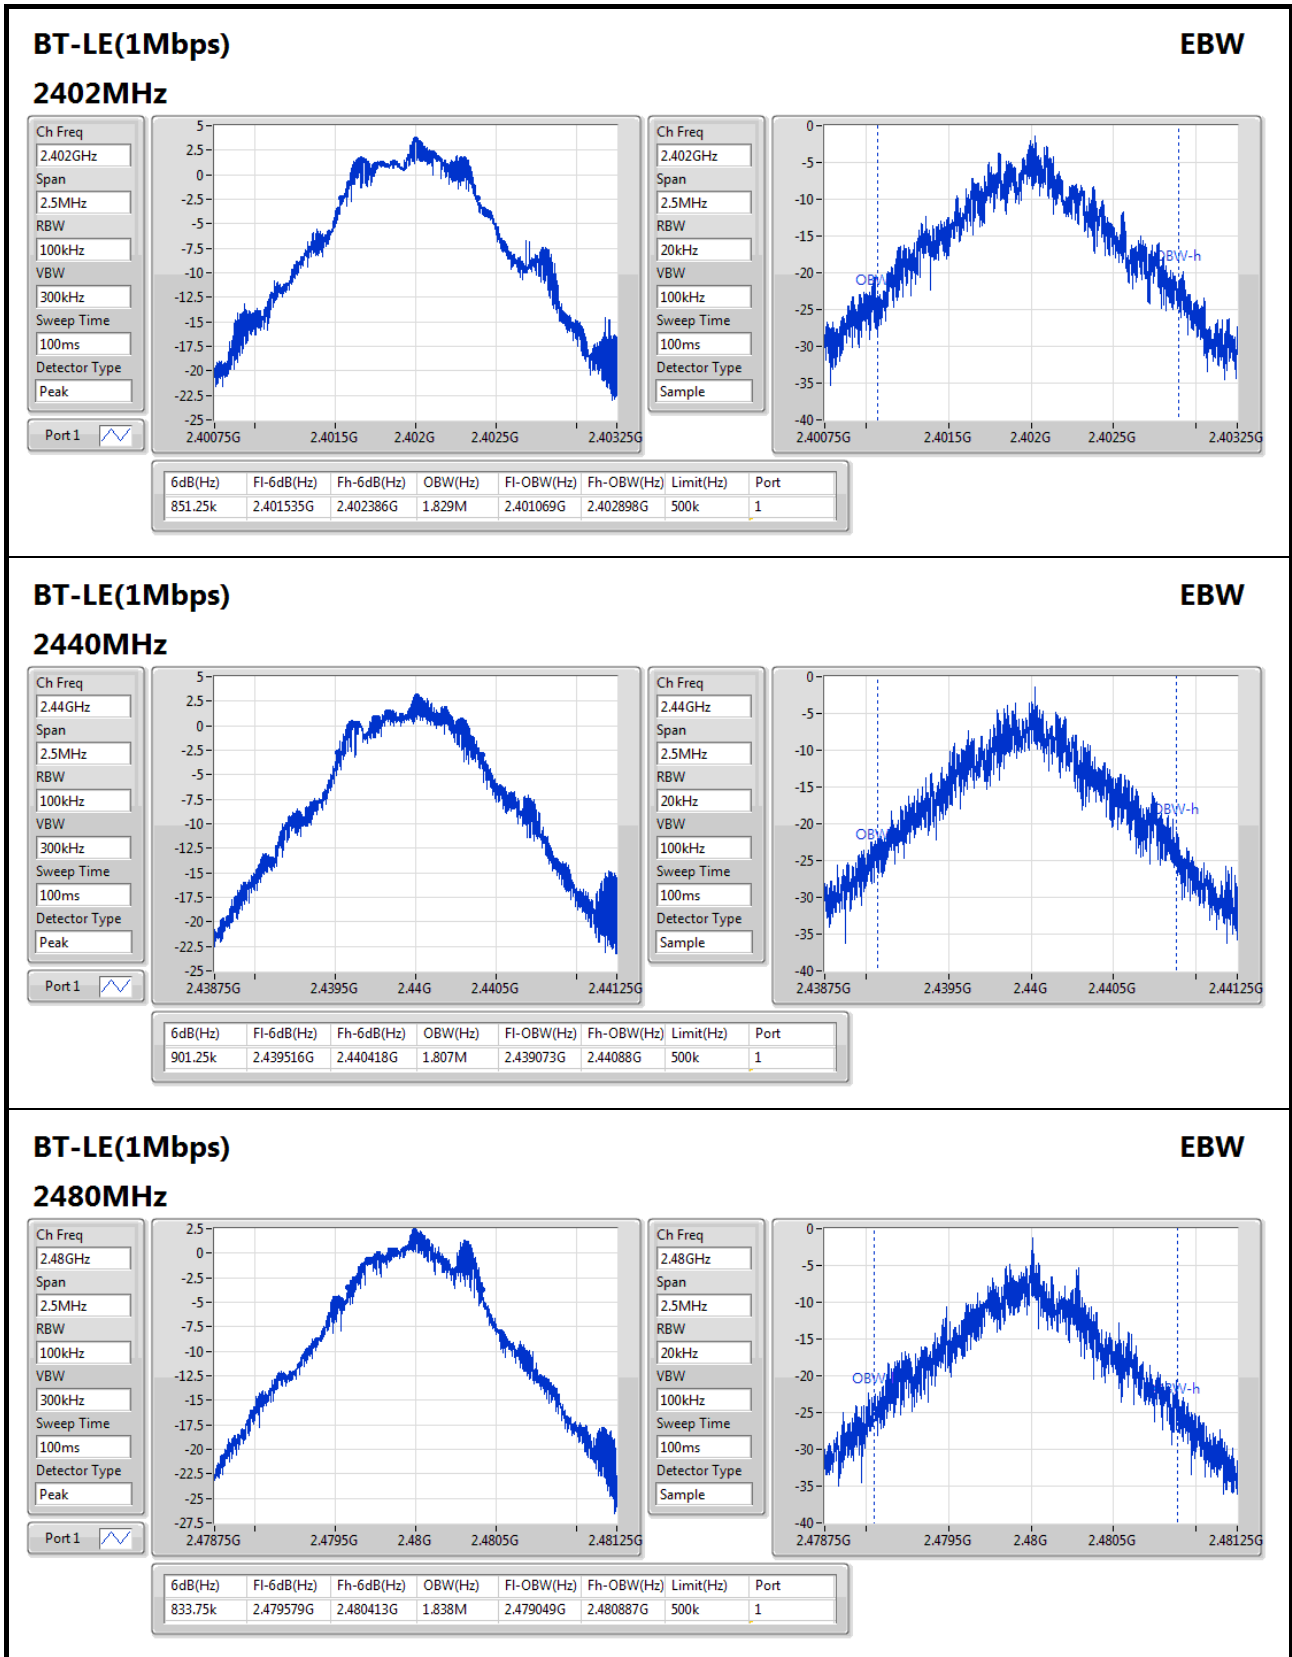 BT-LE(1Mbps) EBW
2402MHz
Ch Freq
2.402GHz
Span
2.5MHz
RBW
100kHz
VBW
300kHz
Sweep Time
100ms
Detector Type
Peak
Port 1
5
2.5
0
-2.5
-5
-7.5
-10
-12.5
-15
-17.5
-20
-22.5
-25
2.40075G 2.4015G 2.402G 2.4025G 2.40325G
Ch Freq
2.402GHz
Span
2.5MHz
RBW
20kHz
VBW
100kHz
Sweep Time
100ms
Detector Type
Sample
0
-5
-10
-15
-20
-25
-30
-35
-40
OBW
OBW-h
2.40075G 2.4015G 2.402G 2.4025G 2.40325G
6dB(Hz) Fl-6dB(Hz) Fh-6dB(Hz) OBW(Hz) Fl-OBW(Hz) Fh-OBW(Hz) Limit(Hz) Port
851.25k 2.401535G 2.402386G 1.829M 2.401069G 2.402898G 500k 1
BT-LE(1Mbps) EBW
2440MHz
Ch Freq
2.44GHz
Span
2.5MHz
RBW
100kHz
VBW
300kHz
Sweep Time
100ms
Detector Type
Peak
Port 1
5
2.5
0
-2.5
-5
-7.5
-10
-12.5
-15
-17.5
-20
-22.5
-25
2.43875G 2.4395G 2.44G 2.4405G 2.44125G
Ch Freq
2.44GHz
Span
2.5MHz
RBW
20kHz
VBW
100kHz
Sweep Time
100ms
Detector Type
Sample
0
-5
-10
-15
-20
-25
-30
-35
-40
OBW
OBW-h
2.43875G 2.4395G 2.44G 2.4405G 2.44125G
6dB(Hz) Fl-6dB(Hz) Fh-6dB(Hz) OBW(Hz) Fl-OBW(Hz) Fh-OBW(Hz) Limit(Hz) Port
901.25k 2.439516G 2.440418G 1.807M 2.439073G 2.44088G 500k 1
BT-LE(1Mbps) EBW
2480MHz
Ch Freq
2.48GHz
Span
2.5MHz
RBW
100kHz
VBW
300kHz
Sweep Time
100ms
Detector Type
Peak
Port 1
2.5
0
-2.5
-5
-7.5
-10
-12.5
-15
-17.5
-20
-22.5
-25
-27.5
2.47875G 2.4795G 2.48G 2.4805G 2.48125G
Ch Freq
2.48GHz
Span
2.5MHz
RBW
20kHz
VBW
100kHz
Sweep Time
100ms
Detector Type
Sample
0
-5
-10
-15
-20
-25
-30
-35
-40
OBW
W-h
2.47875G 2.4795G 2.48G 2.4805G 2.48125G
6dB(Hz) Fl-6dB(Hz) Fh-6dB(Hz) OBW(Hz) Fl-OBW(Hz) Fh-OBW(Hz) Limit(Hz) Port
833.75k 2.479579G 2.480413G 1.838M 2.479049G 2.480887G 500k 1